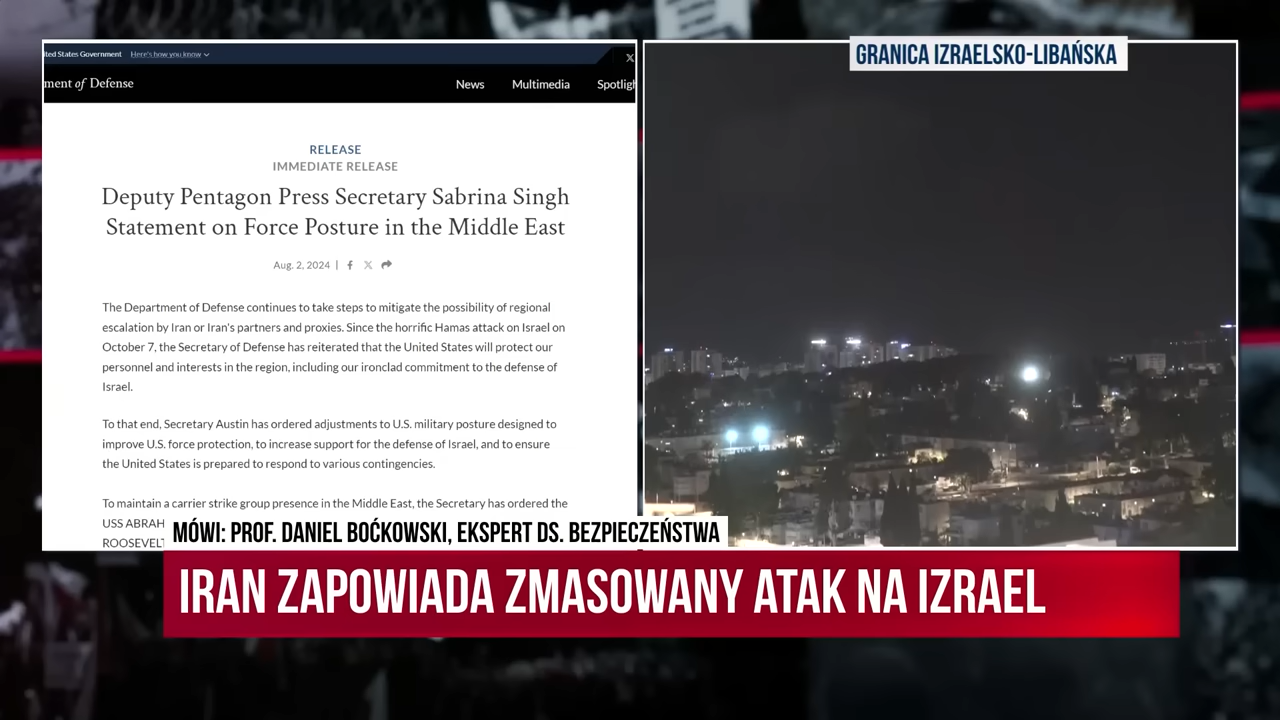 ited States Government Here's how you know
ment of Defense
News Multimedia Spotligh
RELEASE
IMMEDIATE RELEASE
Deputy Pentagon Press Secretary Sabrina Singh
Statement on Force Posture in the Middle East
Aug. 2, 2024 |
The Department of Defense continues to take steps to mitigate the possibility of regional
escalation by Iran or Iran's partners and proxies. Since the horrific Hamas attack on Israel on
October 7, the Secretary of Defense has reiterated that the United States will protect our
personnel and interests in the region, including our ironclad commitment to the defense of
Israel.
To that end, Secretary Austin has ordered adjustments to U.S. military posture designed to
improve U.S. force protection, to increase support for the defense of Israel, and to ensure
the United States is prepared to respond to various contingencies.
To maintain a carrier strike group presence in the Middle East, the Secretary has ordered the
USS ABRAH
ROOSEVELT
GRANICA IZRAELSKO-LIBAŃSKA
MÓWI: PROF. DANIEL BOĆKOWSKI, EKSPERT DS. BEZPIECZEŃSTWA
IRAN ZAPOWIADA ZMASOWANY ATAK NA IZRAEL